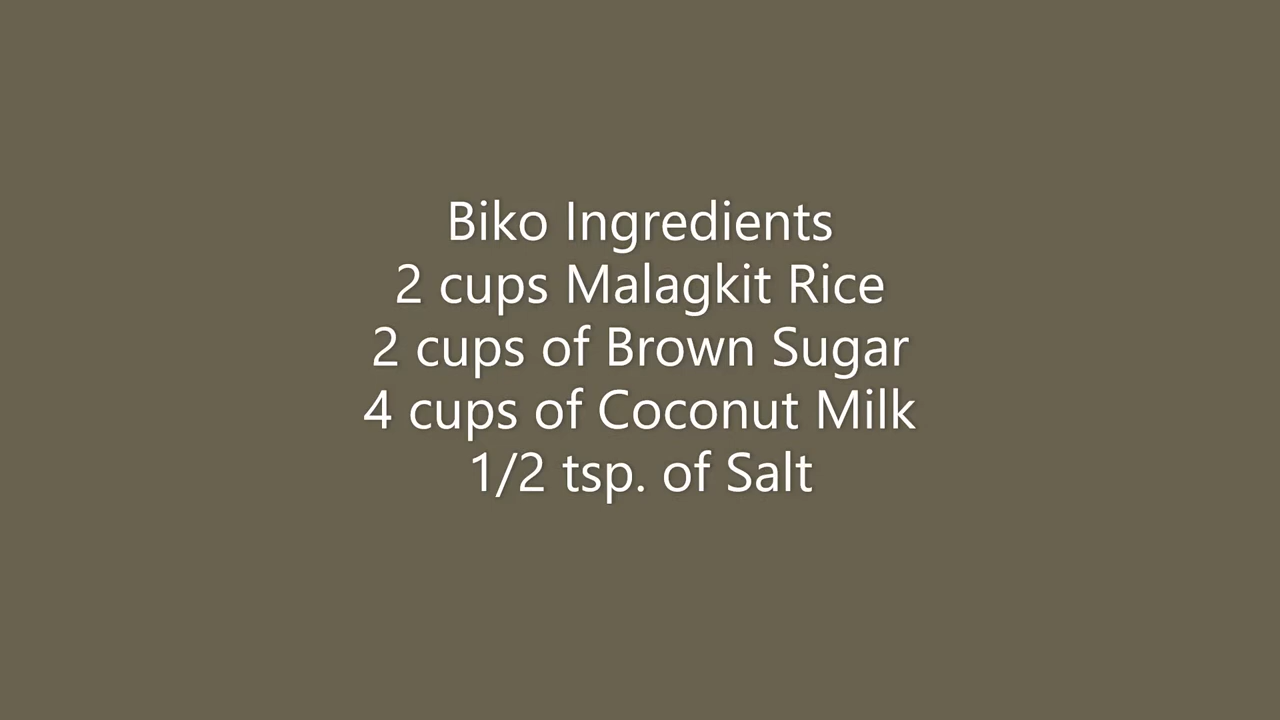 Biko Ingredients
2 cups Malagkit Rice
2 cups of Brown Sugar
4 cups of Coconut Milk
1/2 tsp. of Salt